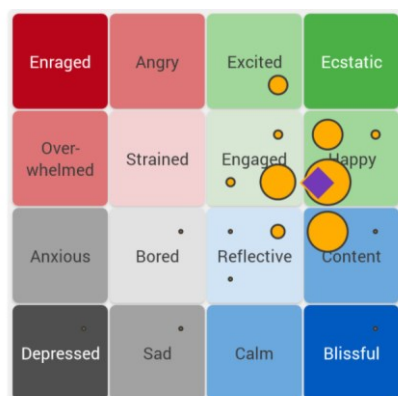 Enraged Angry Excited Ecstatic
Over-
whelmed Strained Engaged Happy
Anxious Bored Reflective Content
Depressed Sad Calm Blissful